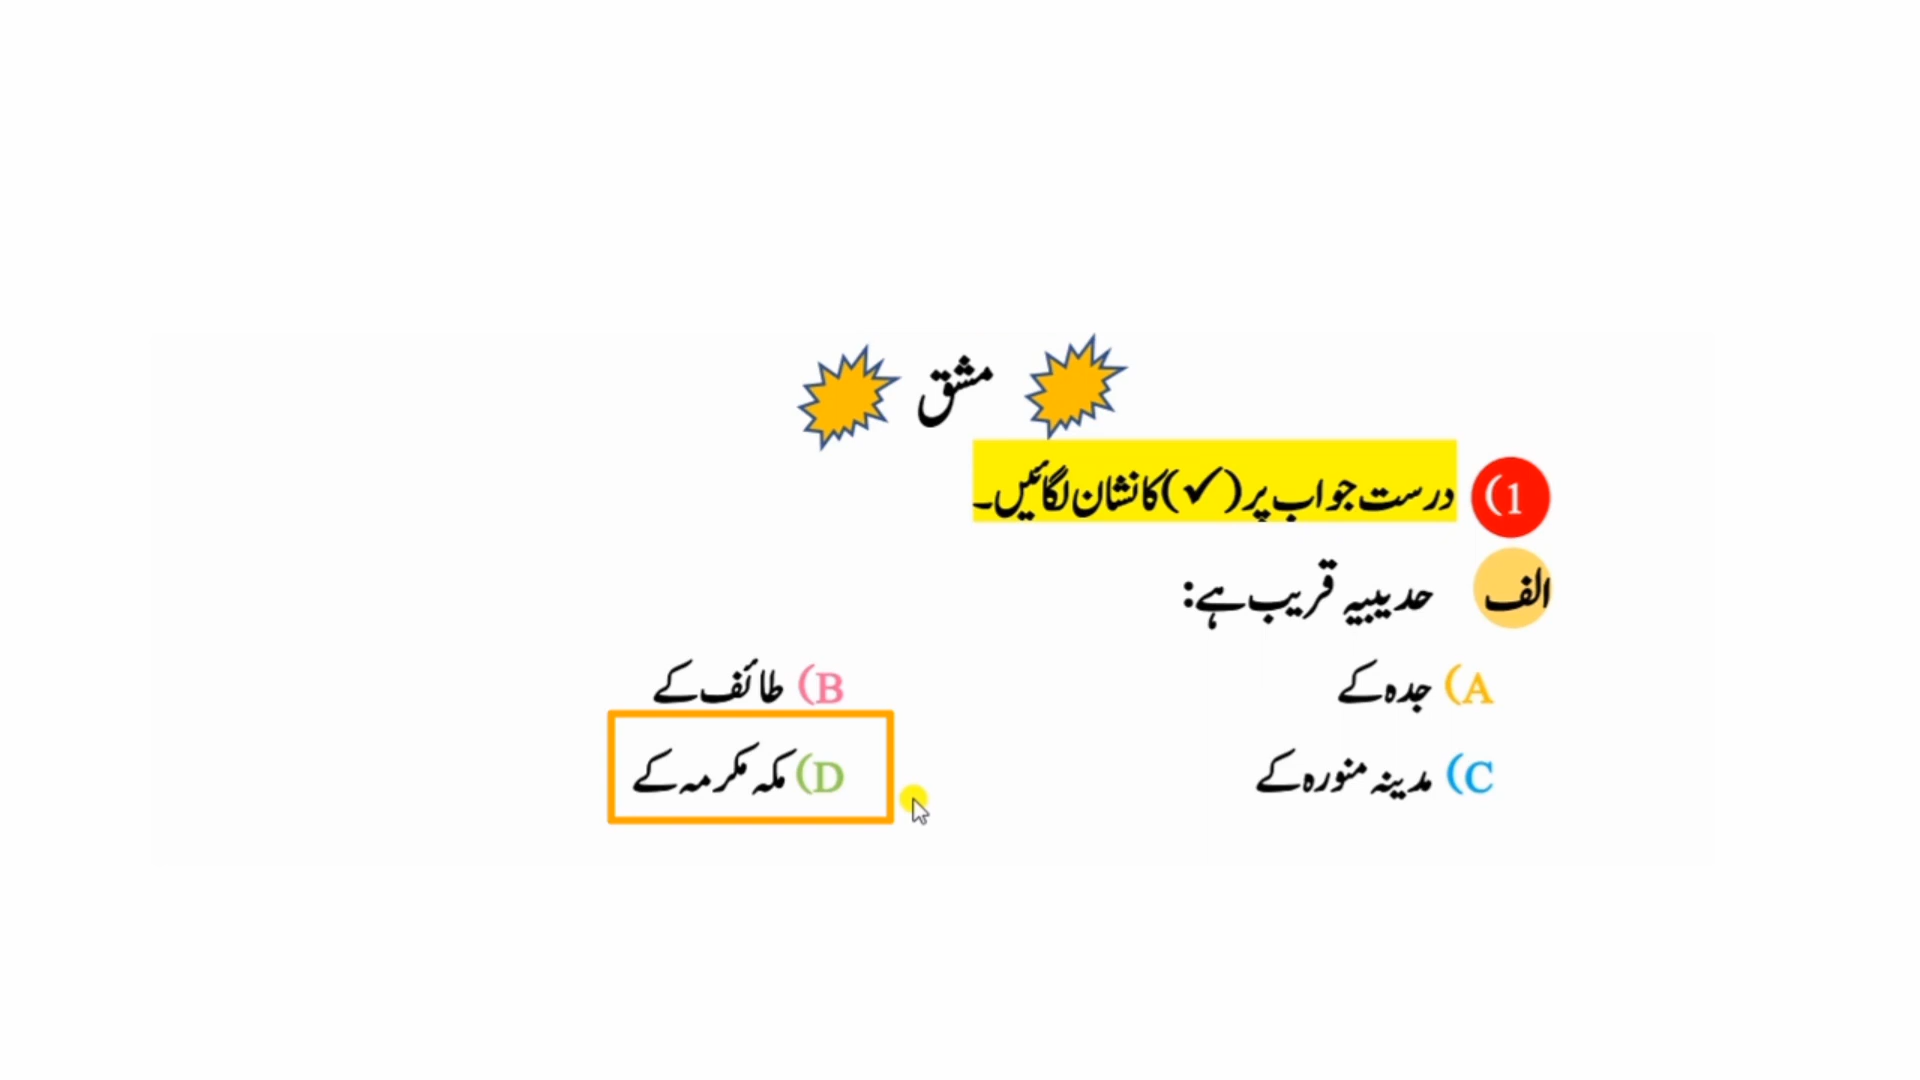 مشق
1) درست جواب پر (✓) کا نشان لگائیں۔
الف حدیبیہ قریب ہے:
A) جدہ کے B) طائف کے
C) مدینہ منورہ کے D) مکہ مکرمہ کے